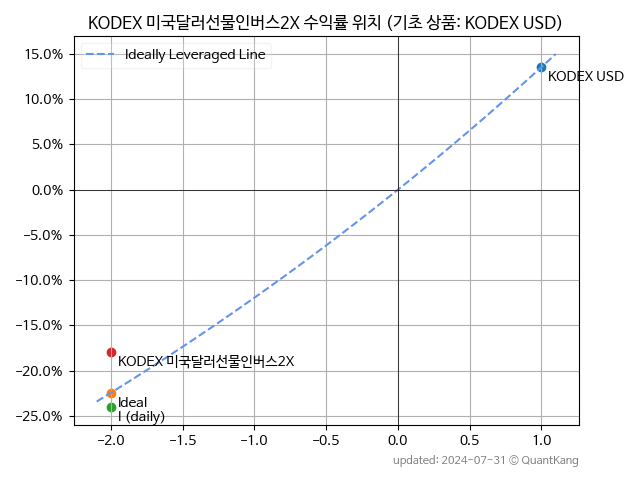 KODEX 미국달러선물인버스2X 수익률 위치 (기초 상품: KODEX USD)
Ideally Leveraged Line
15.0%
10.0%
5.0%
0.0%
−5.0%
−10.0%
−15.0%
−20.0%
−25.0%
KODEX USD
KODEX 미국달러선물인버스2X
Ideal
I (daily)
−2.0 −1.5 −1.0 −0.5 0.0 0.5 1.0
updated: 2024-07-31 © QuantKang